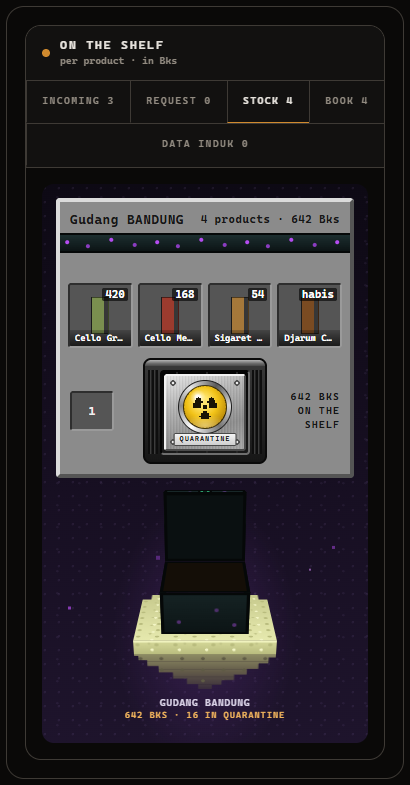 ON THE SHELF
per product · in Bks
INCOMING 3 REQUEST 0 STOCK 4 BOOK 4
DATA INDUK 0
Gudang BANDUNG 4 products · 642 Bks
420 168 54 habis
Cello Gr… Cello Me… Sigaret … Djarum C…
1
QUARANTINE
642 BKS
ON THE
SHELF
GUDANG BANDUNG
642 BKS · 16 IN QUARANTINE